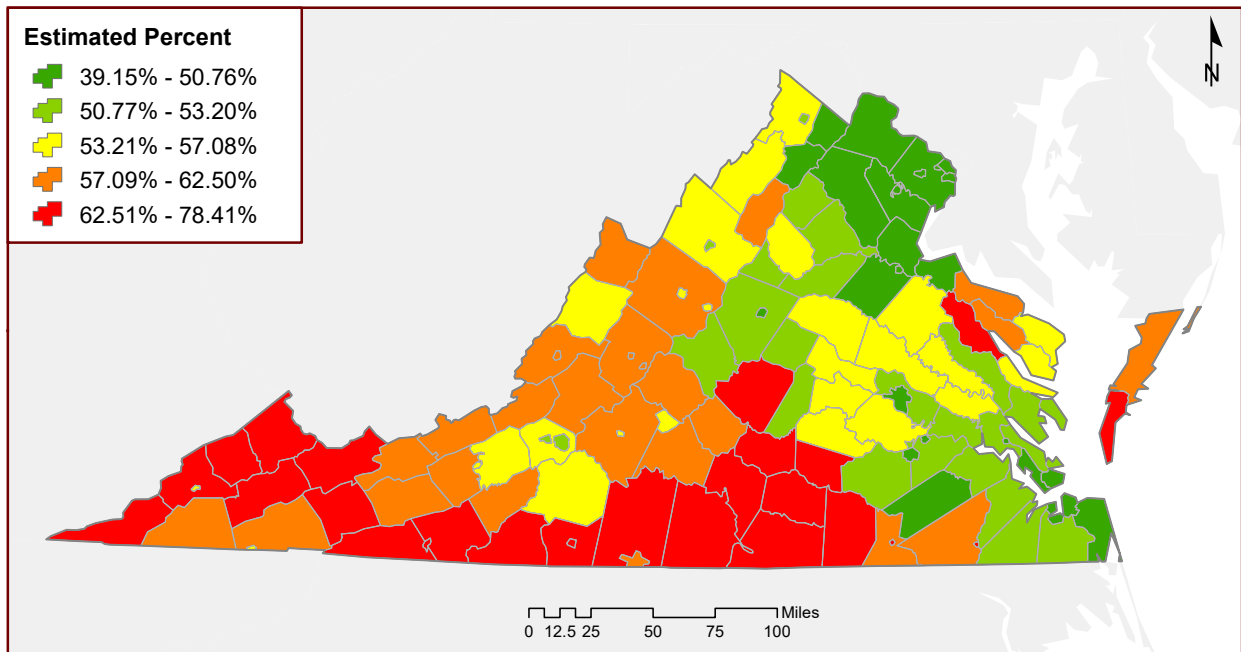 Estimated Percent
39.15% - 50.76%
50.77% - 53.20%
53.21% - 57.08%
57.09% - 62.50%
62.51% - 78.41%
N
Miles
0 12.5 25 50 75 100